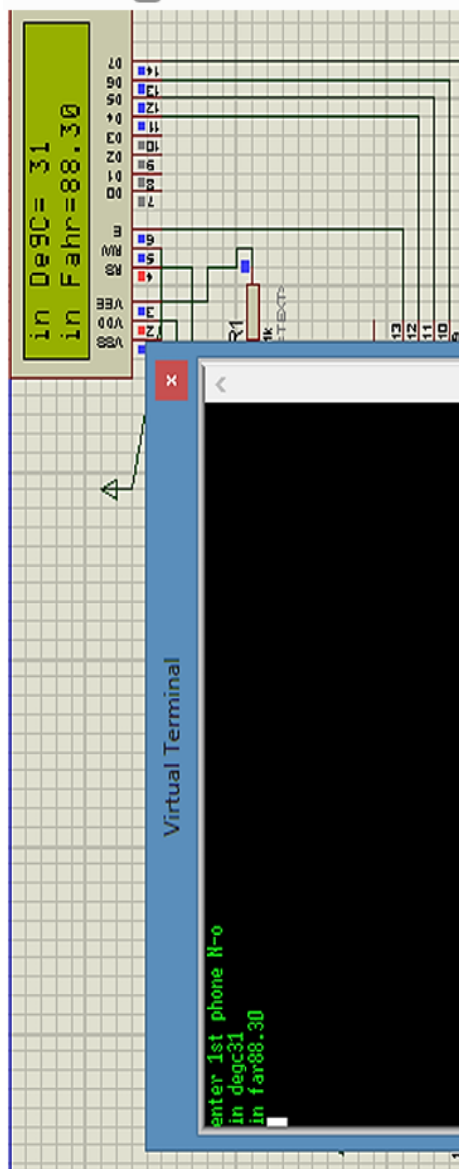 in DegC= 31
in Fahr=88.30
VSS
VDD
VEE
RS
RW
E
D0
D1
D2
D3
D4
D5
D6
D7
2
3
4
5
6
7
8
9
10
11
12
13
14
R1
1k
13
12
11
10
Virtual Terminal
enter 1st phone N-o
in degc31
in far88.30